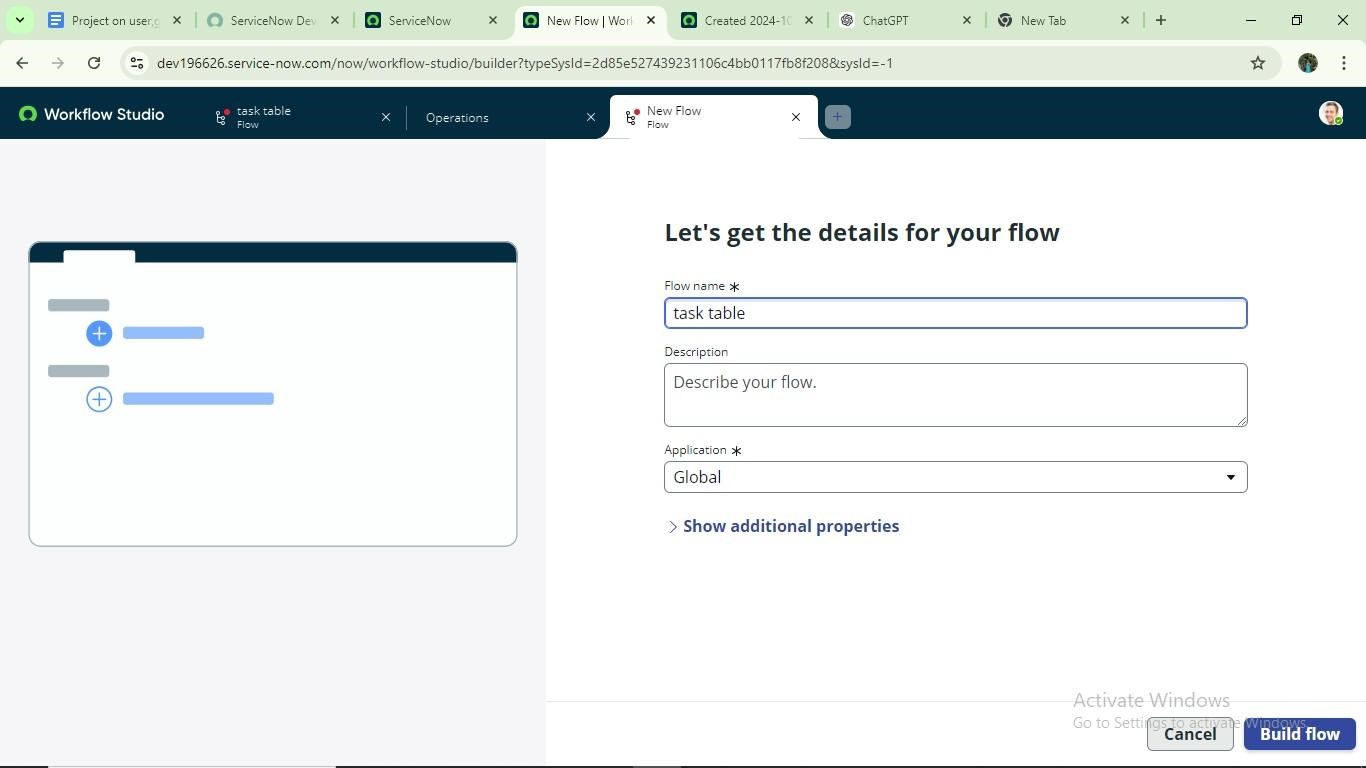 Project on user,g
ServiceNow Dev
ServiceNow
New Flow | Work
Created 2024-10
ChatGPT
New Tab
dev196626.service-now.com/now/workflow-studio/builder?typeSysId=2d85e527439231106c4bb0117fb8f208&sysId=-1
Workflow Studio
task table
Flow
Operations
New Flow
Flow
Let's get the details for your flow
Flow name *
task table
Description
Describe your flow.
Application *
Global
Show additional properties
Activate Windows
Go to Settings to activate Windows.
Cancel
Build flow